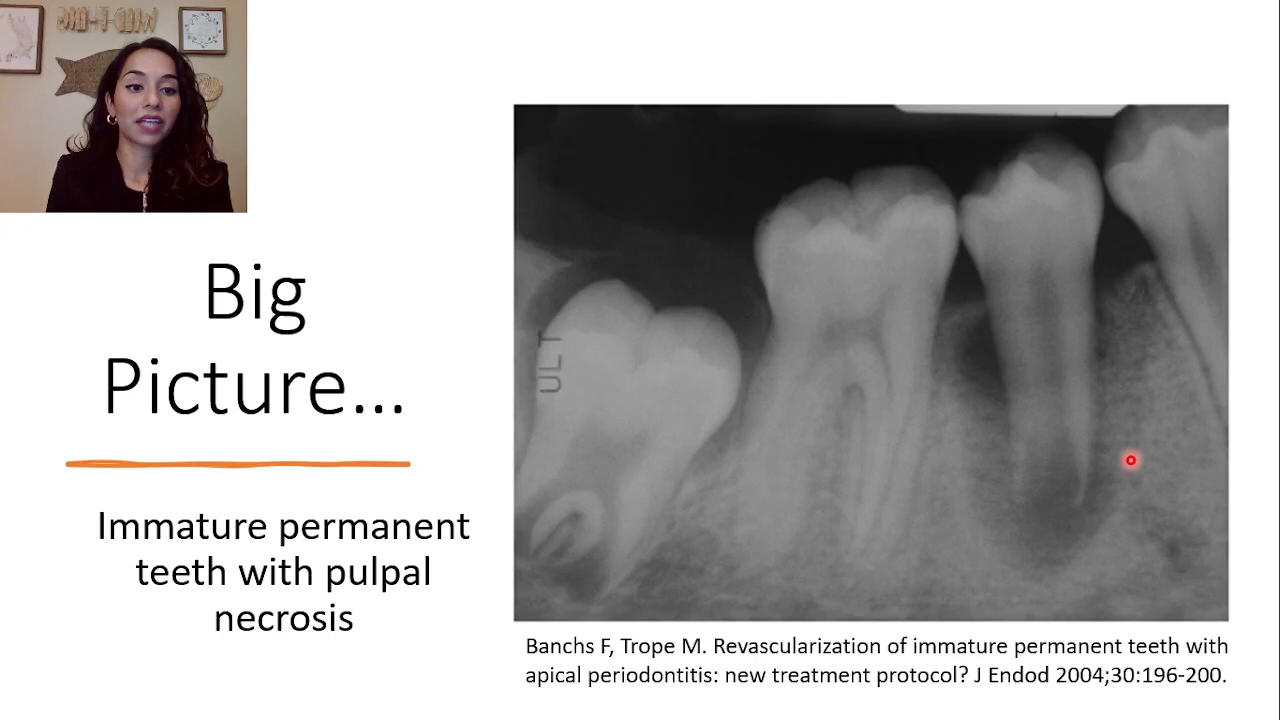 Big
Picture...
Immature permanent
teeth with pulpal
necrosis
ULT
Banchs F, Trope M. Revascularization of immature permanent teeth with
apical periodontitis: new treatment protocol? J Endod 2004;30:196-200.